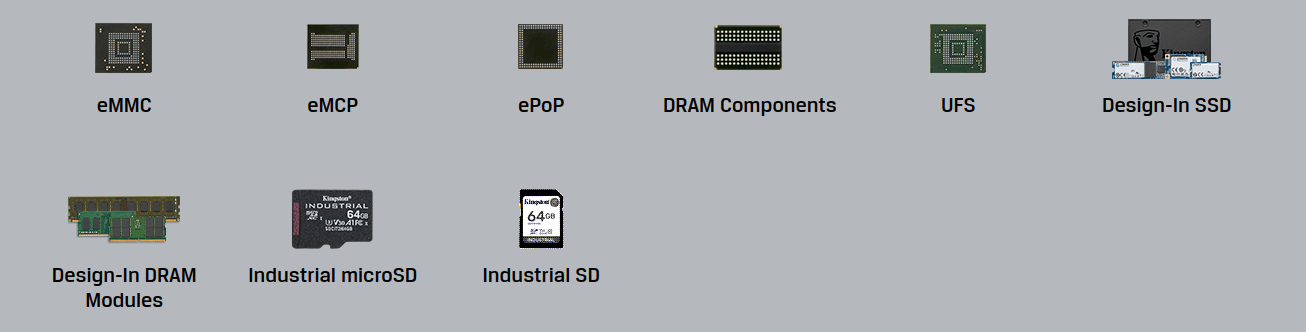 Kingston
eMMC
eMCP
ePoP
DRAM Components
UFS
Design-In SSD
Kingston
INDUSTRIAL
64GB
Kingston
64GB
INDUSTRIAL
Design-In DRAM
Modules
Industrial microSD
Industrial SD